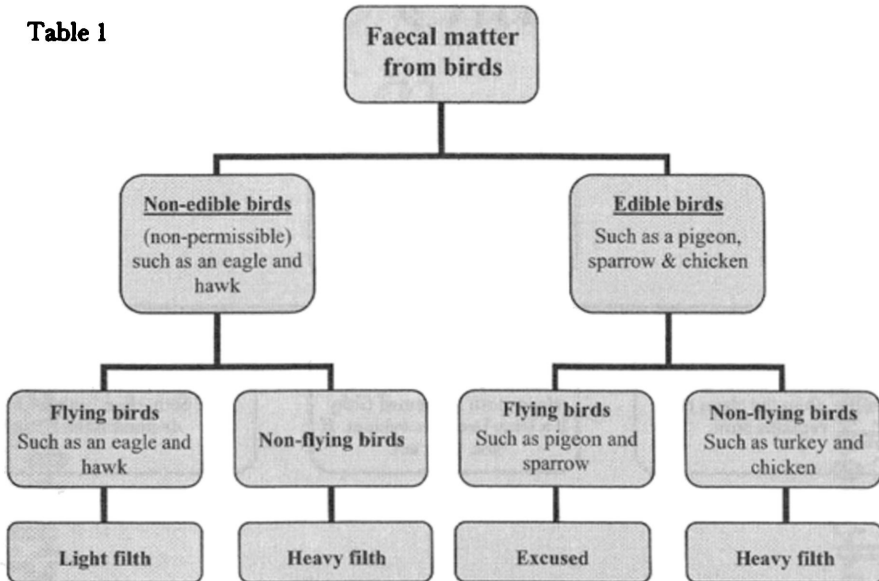 Table 1
Faecal matter
from birds
Non-edible birds
(non-permissible)
such as an eagle and
hawk
Edible birds
Such as a pigeon,
sparrow & chicken
Flying birds
Such as an eagle and
hawk
Non-flying birds
Flying birds
Such as pigeon and
sparrow
Non-flying birds
Such as turkey and
chicken
Light filth
Heavy filth
Excused
Heavy filth